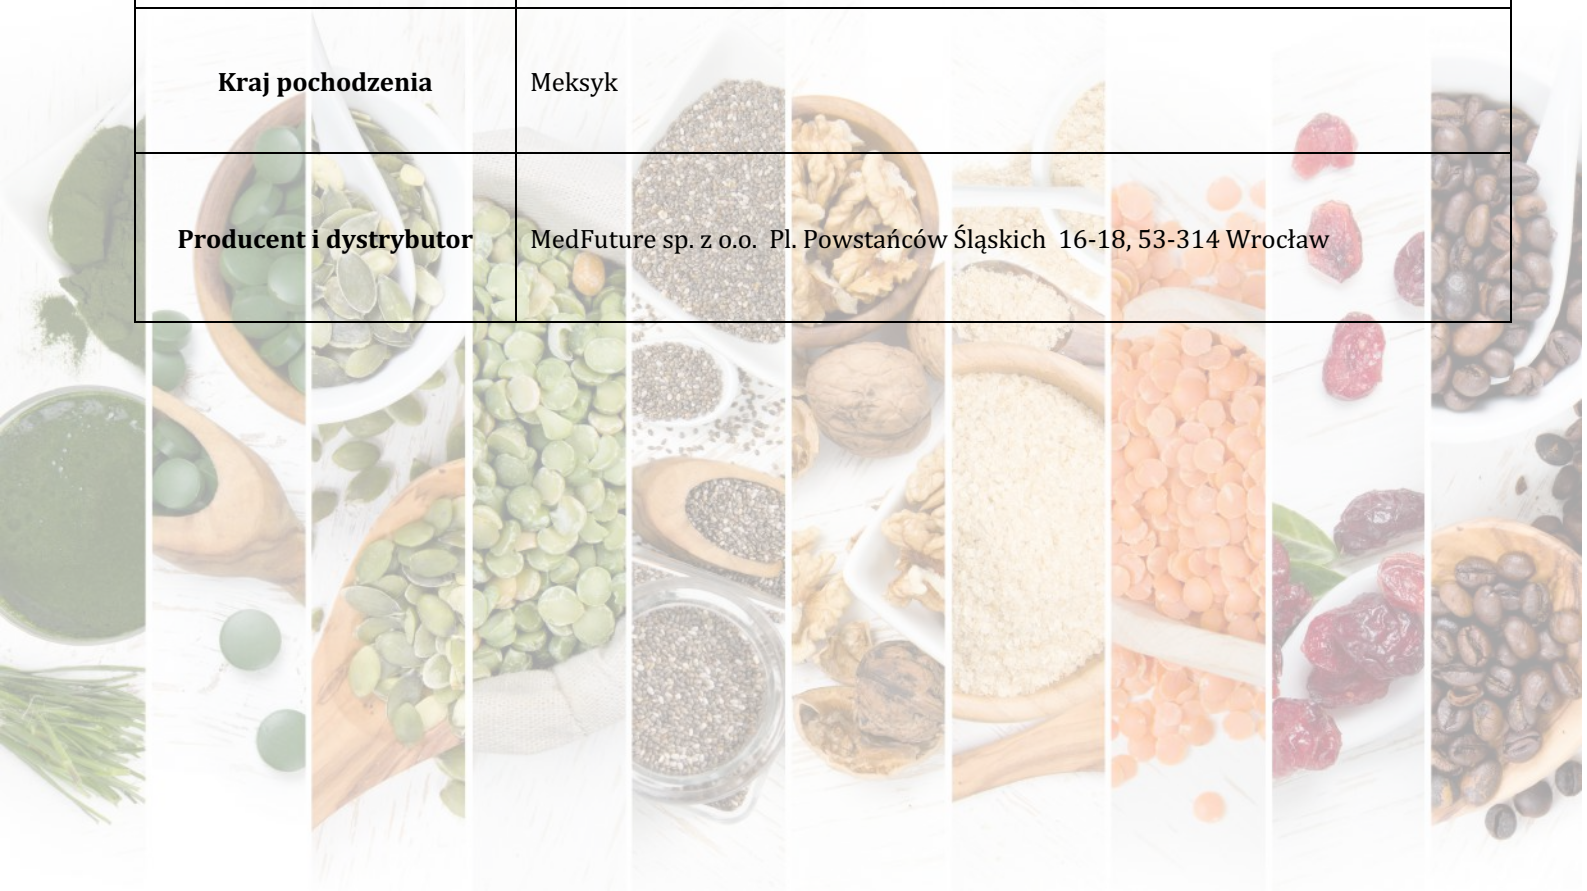 Kraj pochodzenia Meksyk
Producent i dystrybutor MedFuture sp. z o.o. Pl. Powstańców Śląskich 16-18, 53-314 Wrocław